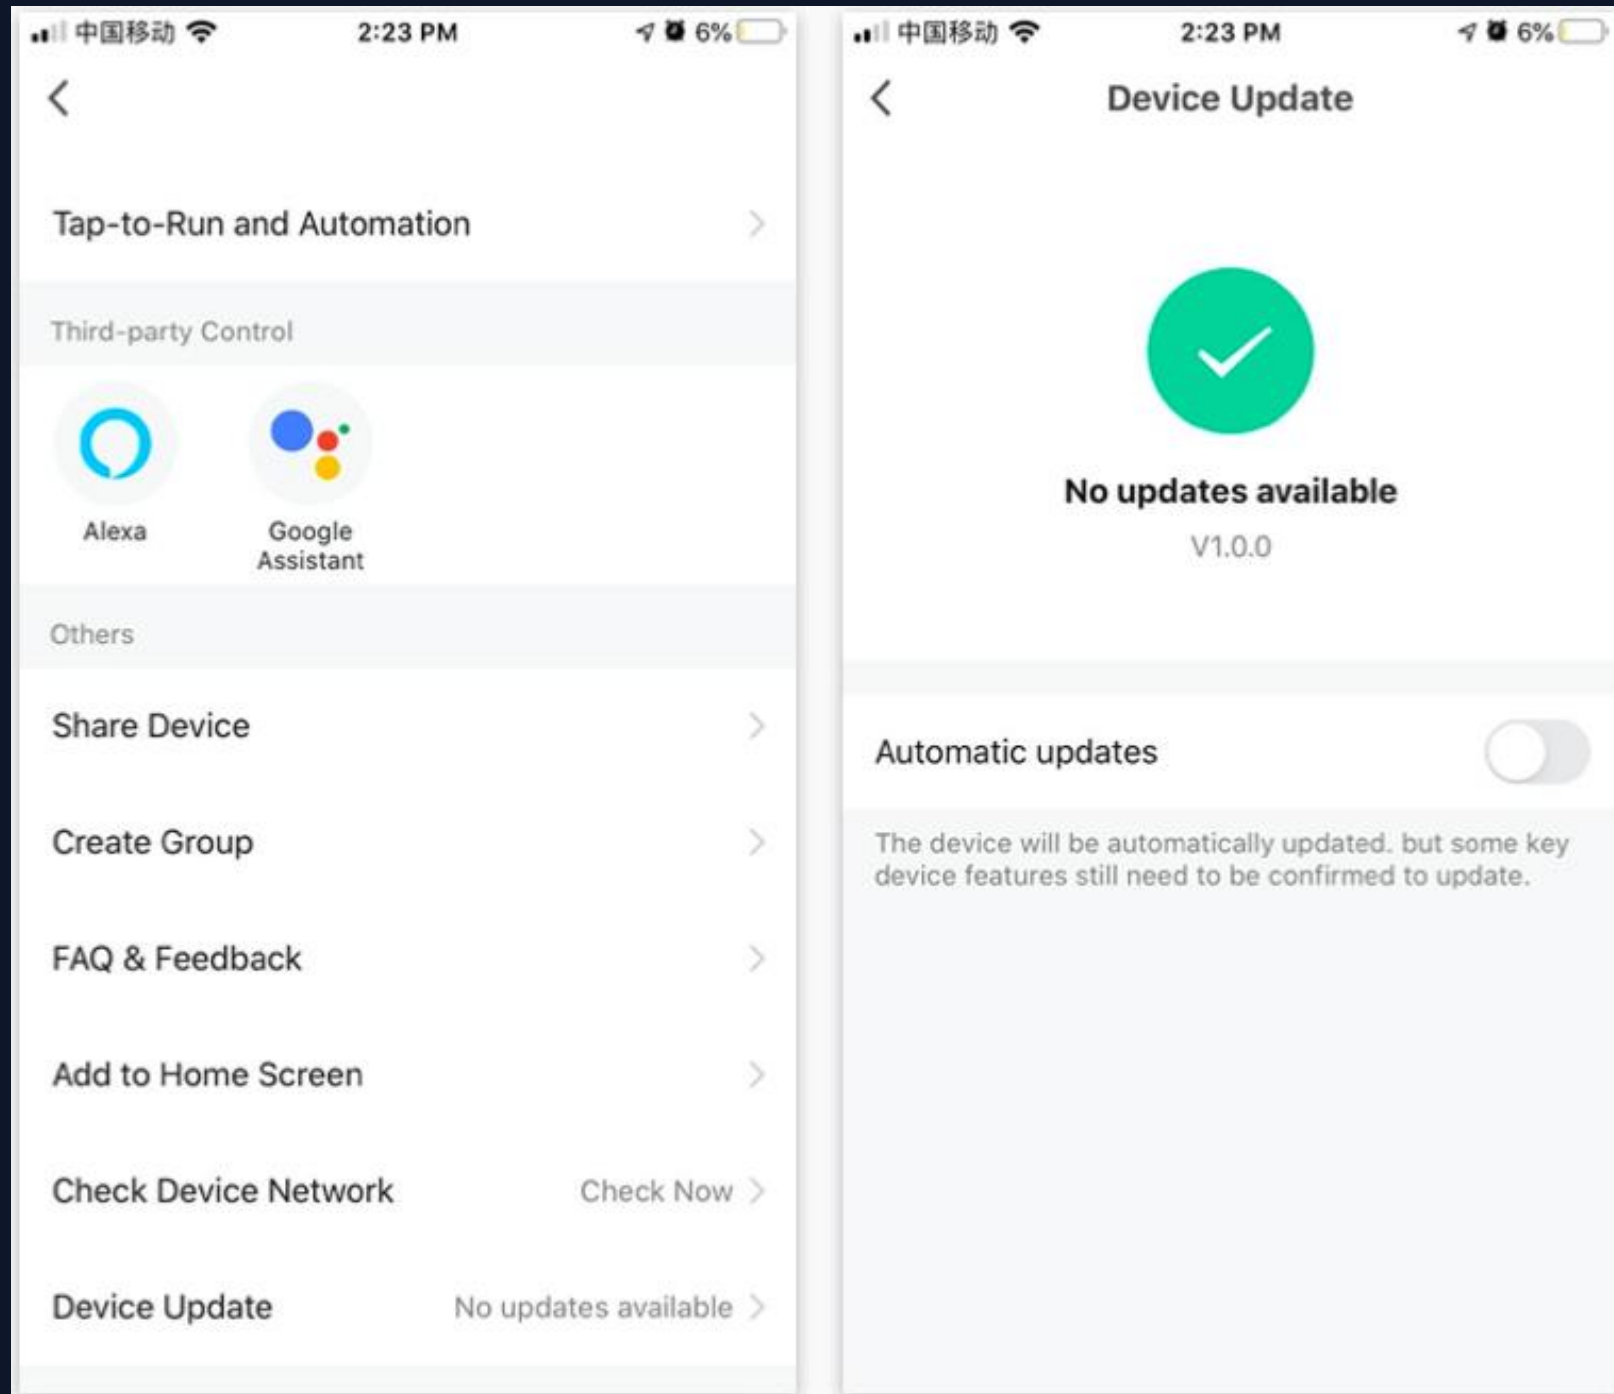 中国移动 2:23 PM 6%
Tap-to-Run and Automation
Third-party Control
Alexa
Google
Assistant
Others
Share Device
Create Group
FAQ & Feedback
Add to Home Screen
Check Device Network Check Now
Device Update No updates available
中国移动 2:23 PM 6%
Device Update
No updates available
V1.0.0
Automatic updates
The device will be automatically updated. but some key
device features still need to be confirmed to update.